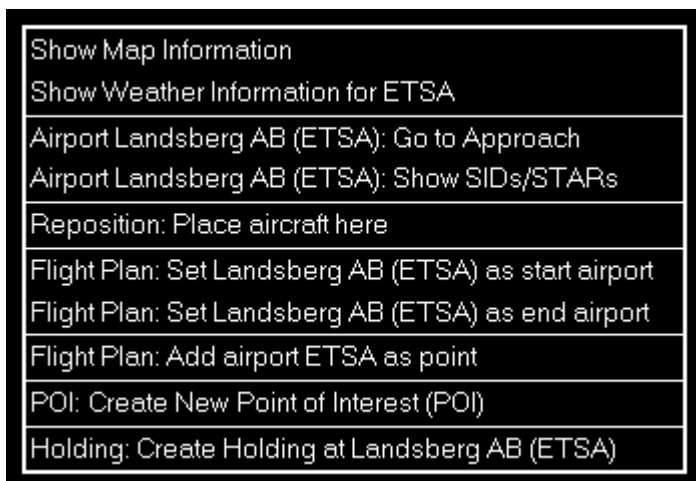 Show Map Information
Show Weather Information for ETSA
Airport Landsberg AB (ETSA): Go to Approach
Airport Landsberg AB (ETSA): Show SIDs/STARs
Reposition: Place aircraft here
Flight Plan: Set Landsberg AB (ETSA) as start airport
Flight Plan: Set Landsberg AB (ETSA) as end airport
Flight Plan: Add airport ETSA as point
POI: Create New Point of Interest (POI)
Holding: Create Holding at Landsberg AB (ETSA)